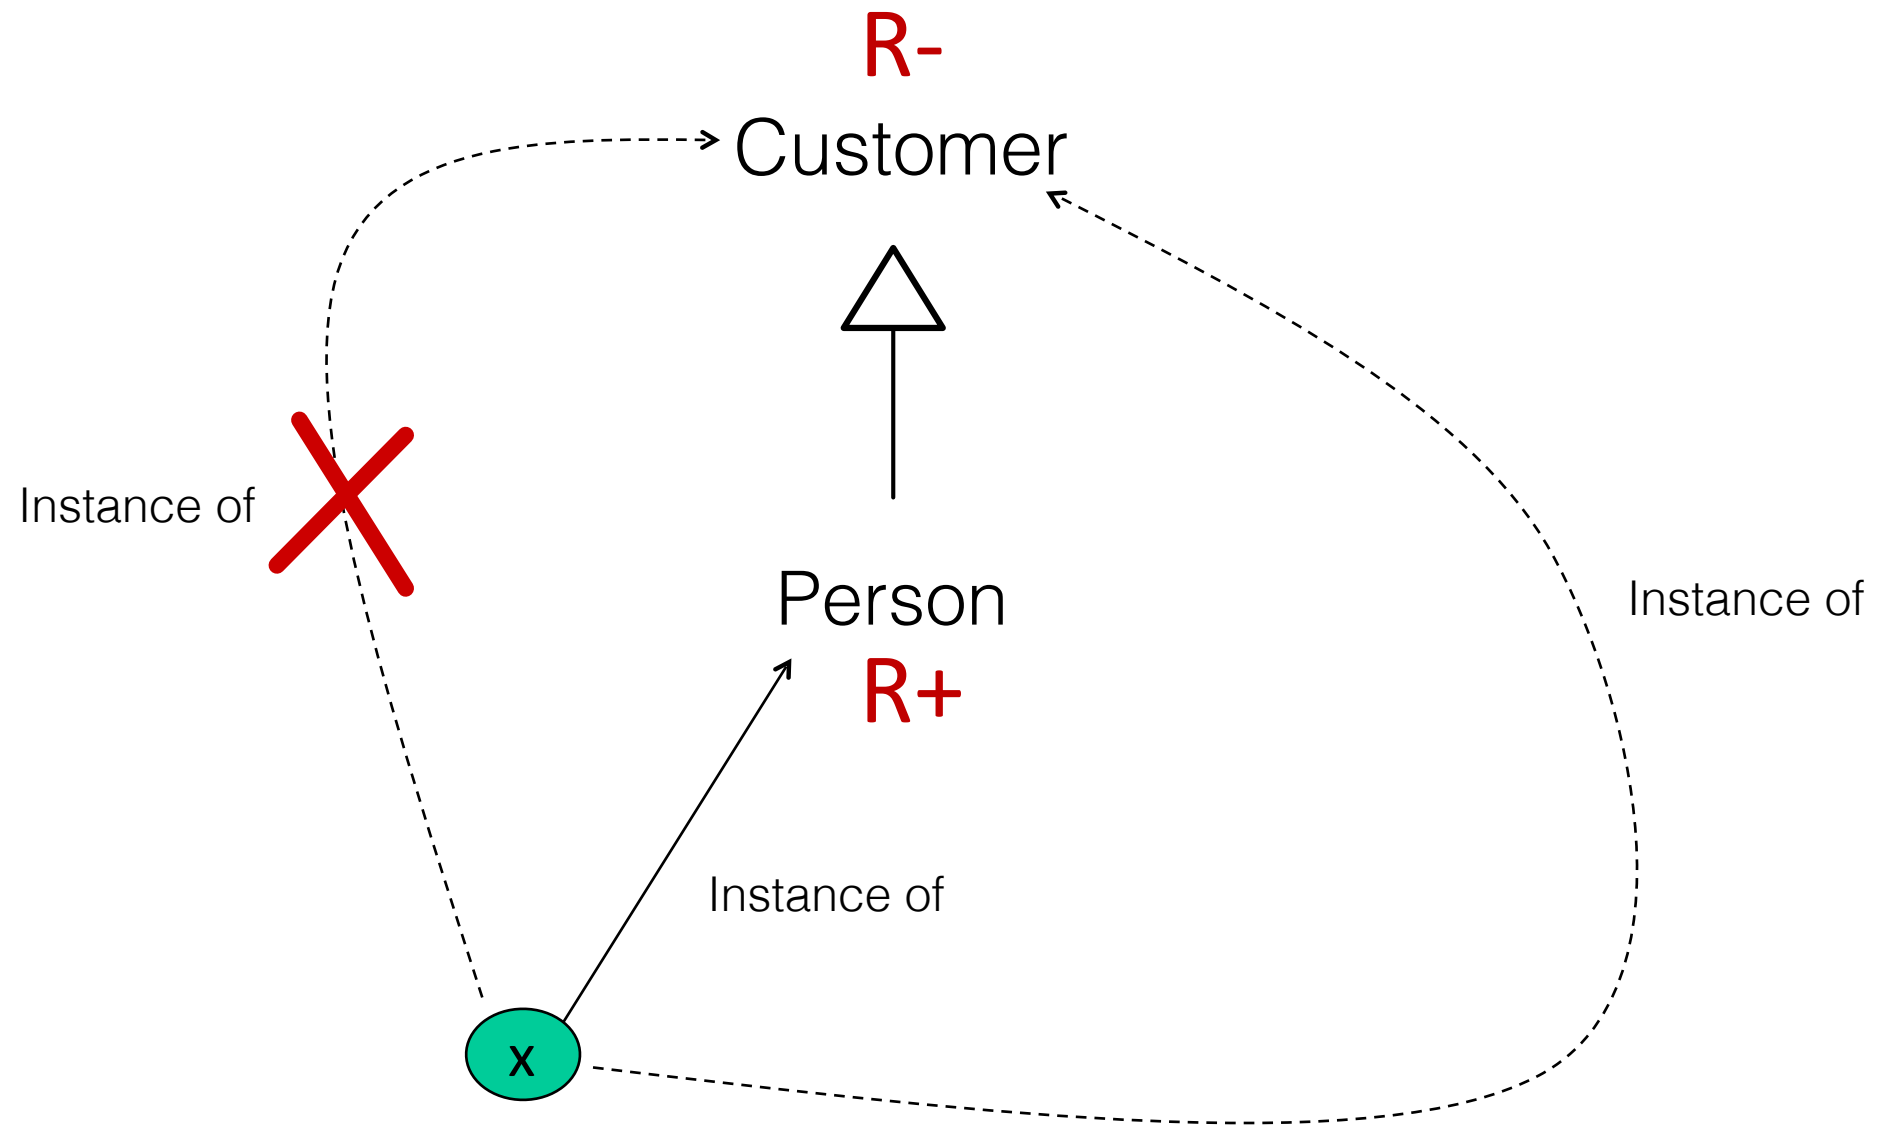 R-
Customer
Instance of
Person
Instance of
R+
Instance of
x